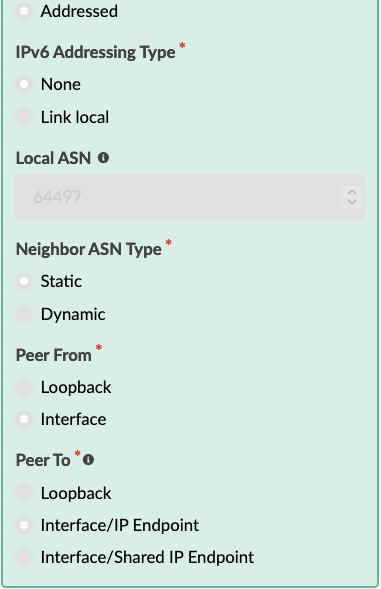 Addressed
IPv6 Addressing Type *
None
Link local
Local ASN
64497
Neighbor ASN Type *
Static
Dynamic
Peer From *
Loopback
Interface
Peer To *
Loopback
Interface/IP Endpoint
Interface/Shared IP Endpoint